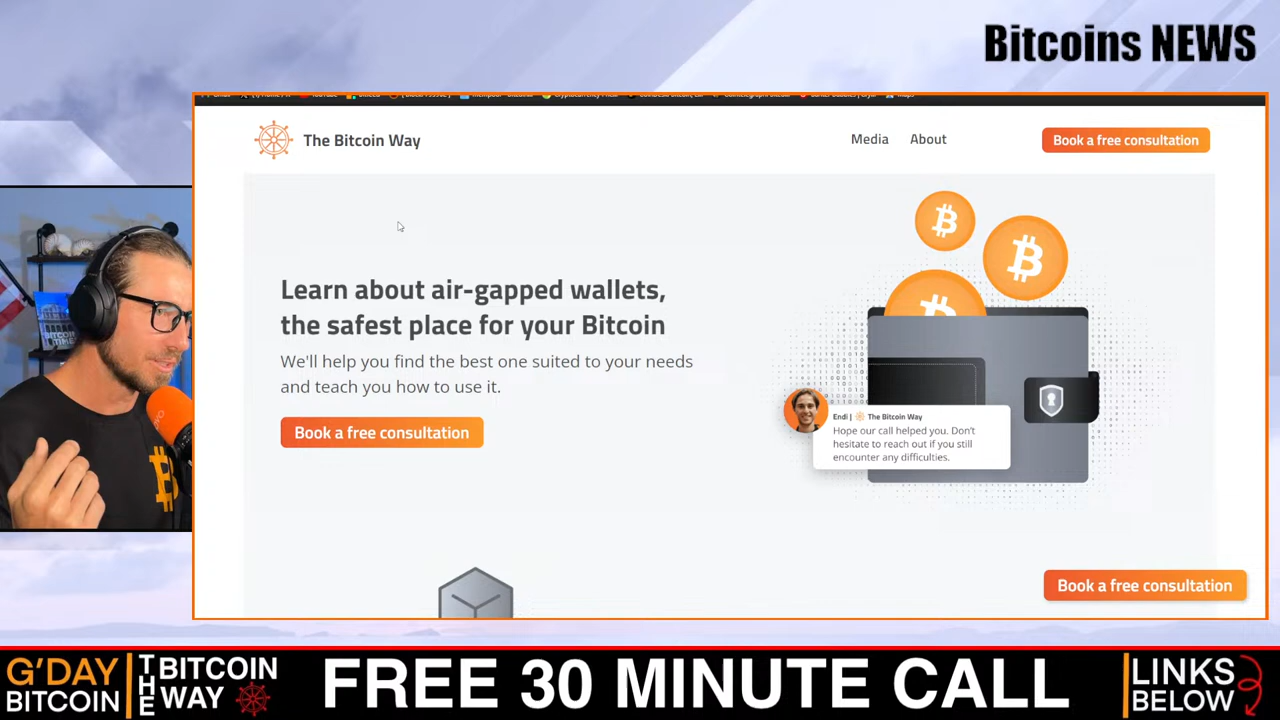 Bitcoins NEWS
The Bitcoin Way
Media About
Book a free consultation
Learn about air-gapped wallets,
the safest place for your Bitcoin
We'll help you find the best one suited to your needs
and teach you how to use it.
Book a free consultation
Endi | The Bitcoin Way
Hope our call helped you. Don't
hesitate to reach out if you still
encounter any difficulties.
Book a free consultation
G'DAY
BITCOIN
THE
BITCOIN
WAY
FREE 30 MINUTE CALL
LINKS
BELOW